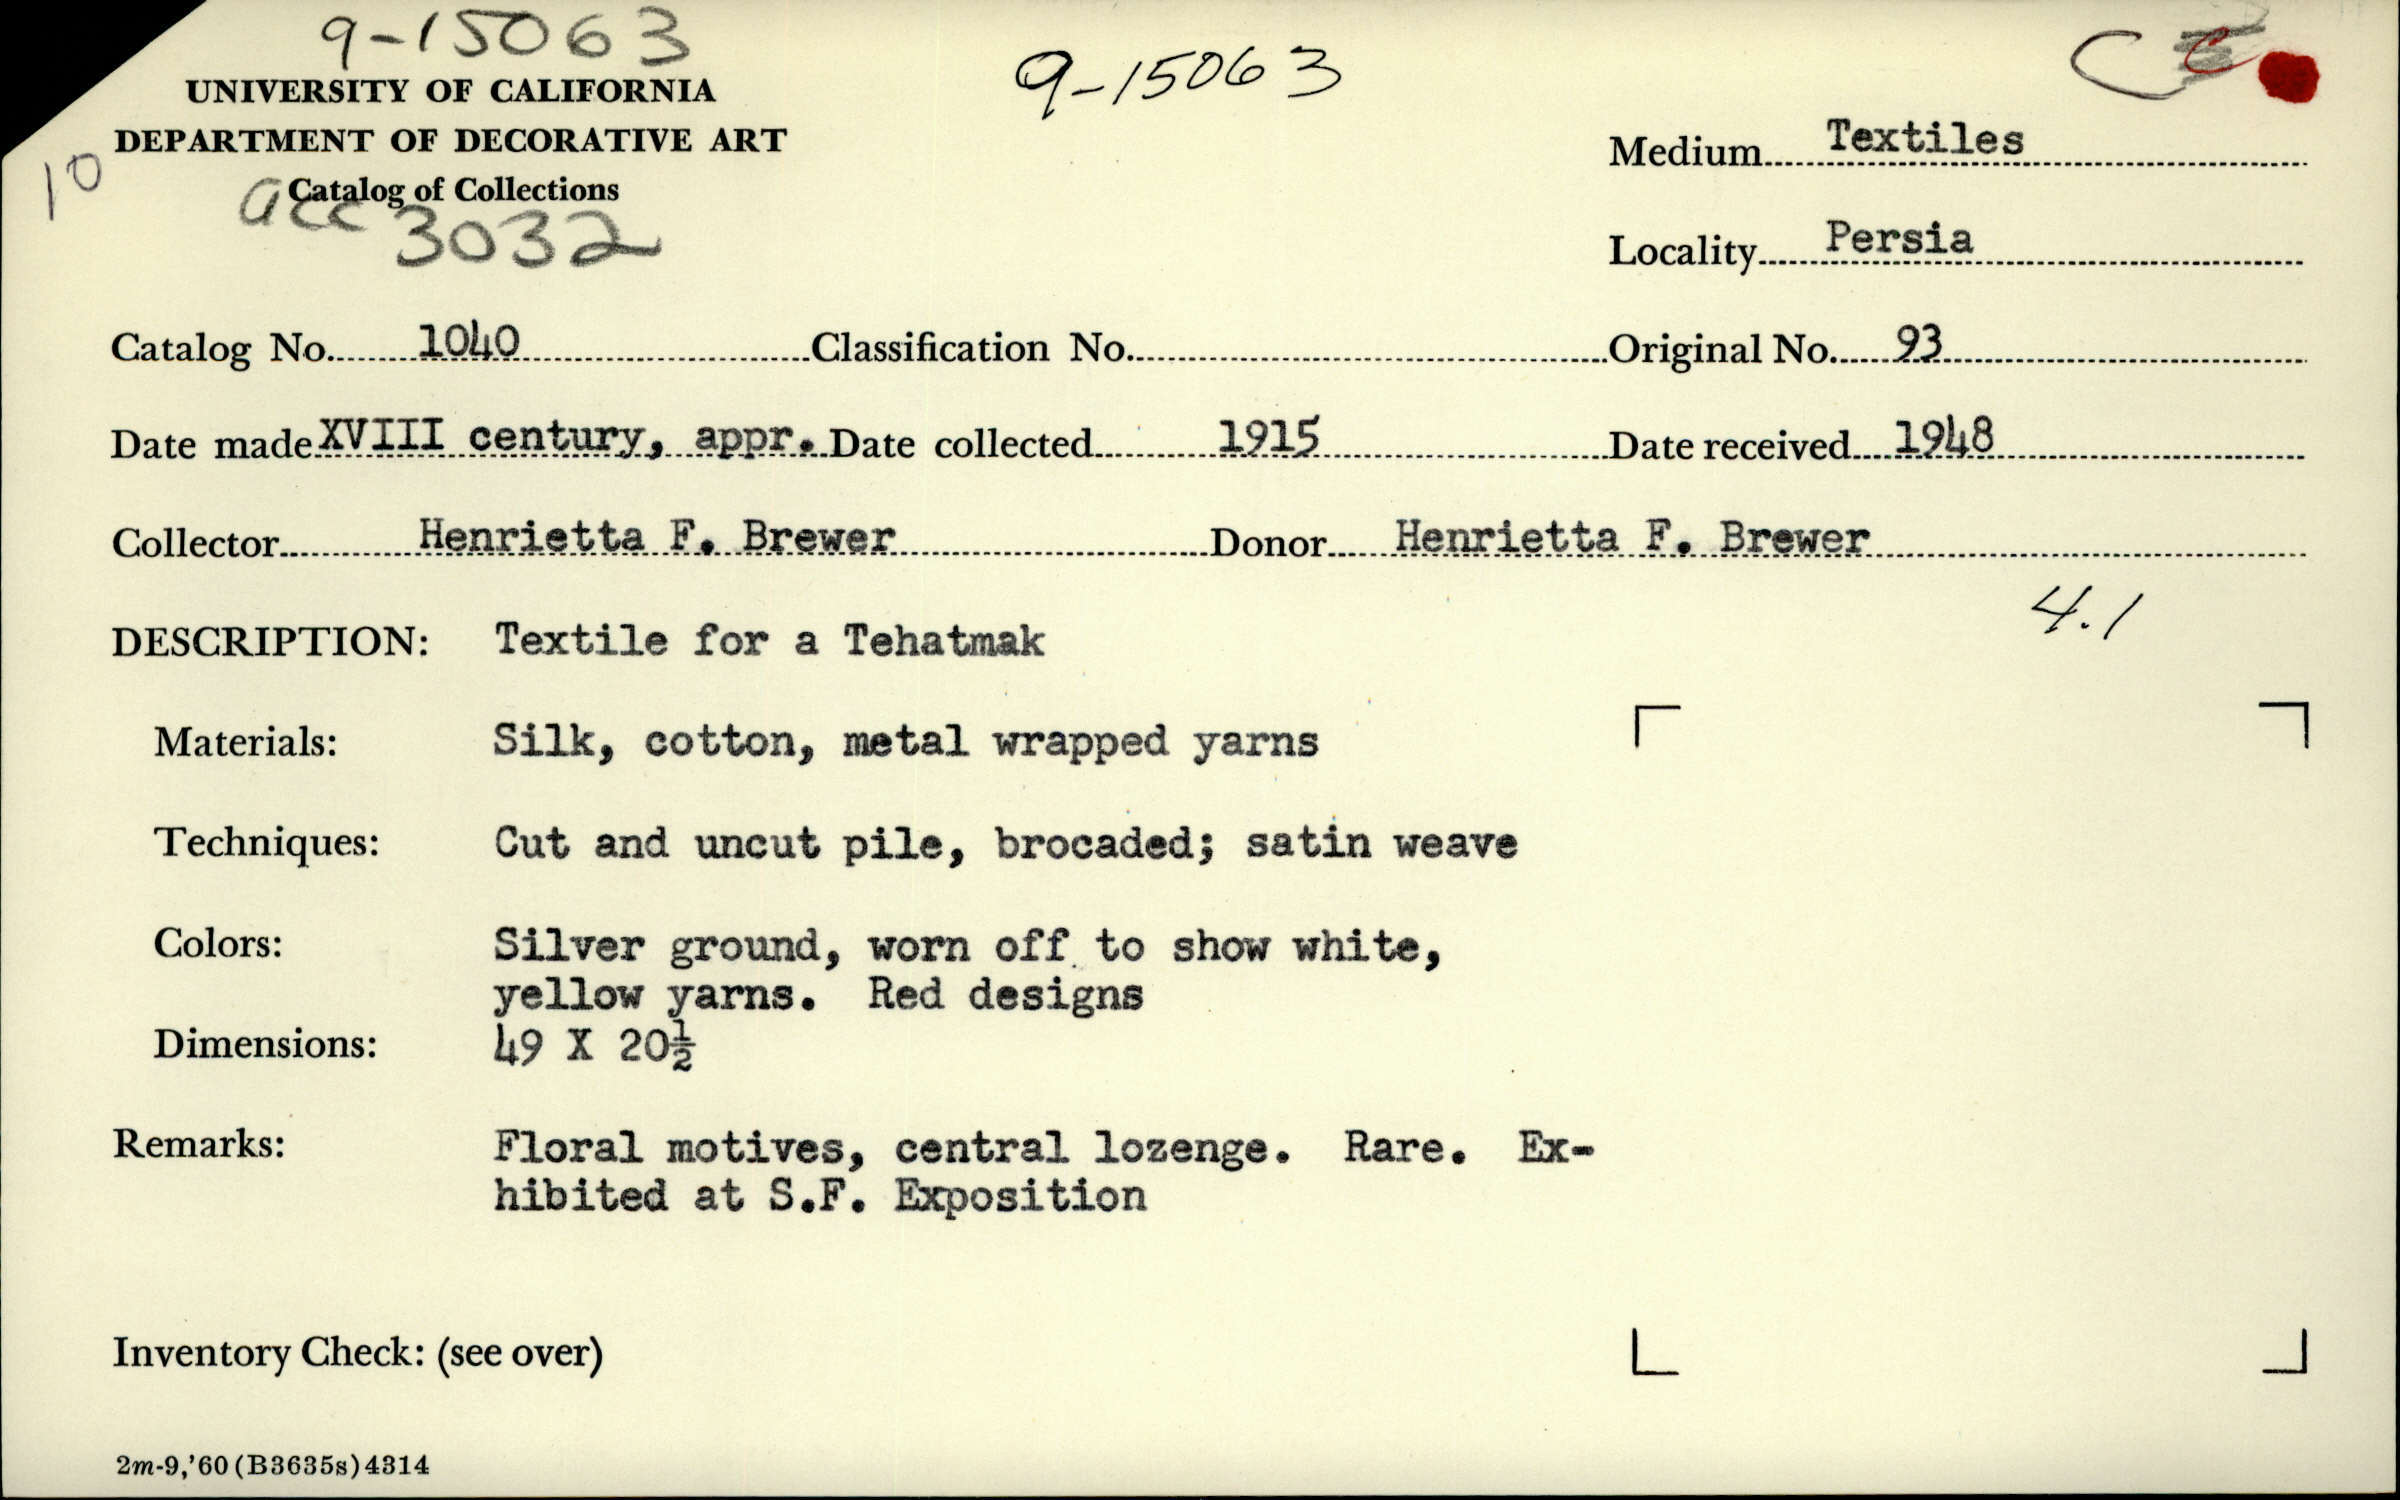 9-15063
9-15063
UNIVERSITY OF CALIFORNIA
DEPARTMENT OF DECORATIVE ART
10
Catalog of Collections
acc 3032
C
Medium Textiles
Locality Persia
Catalog No. 1040 Classification No. Original No. 93
Date made XVIII century, appr. Date collected 1915 Date received 1948
Collector Henrietta F. Brewer Donor Henrietta F. Brewer
4.1
DESCRIPTION: Textile for a Tehatmak
Materials: Silk, cotton, metal wrapped yarns
Techniques: Cut and uncut pile, brocaded; satin weave
Colors: Silver ground, worn off to show white,
yellow yarns. Red designs
Dimensions: 49 X 20½
Remarks: Floral motives, central lozenge. Rare. Ex-
hibited at S.F. Exposition
Inventory Check: (see over)
2m-9,'60(B3635s)4314